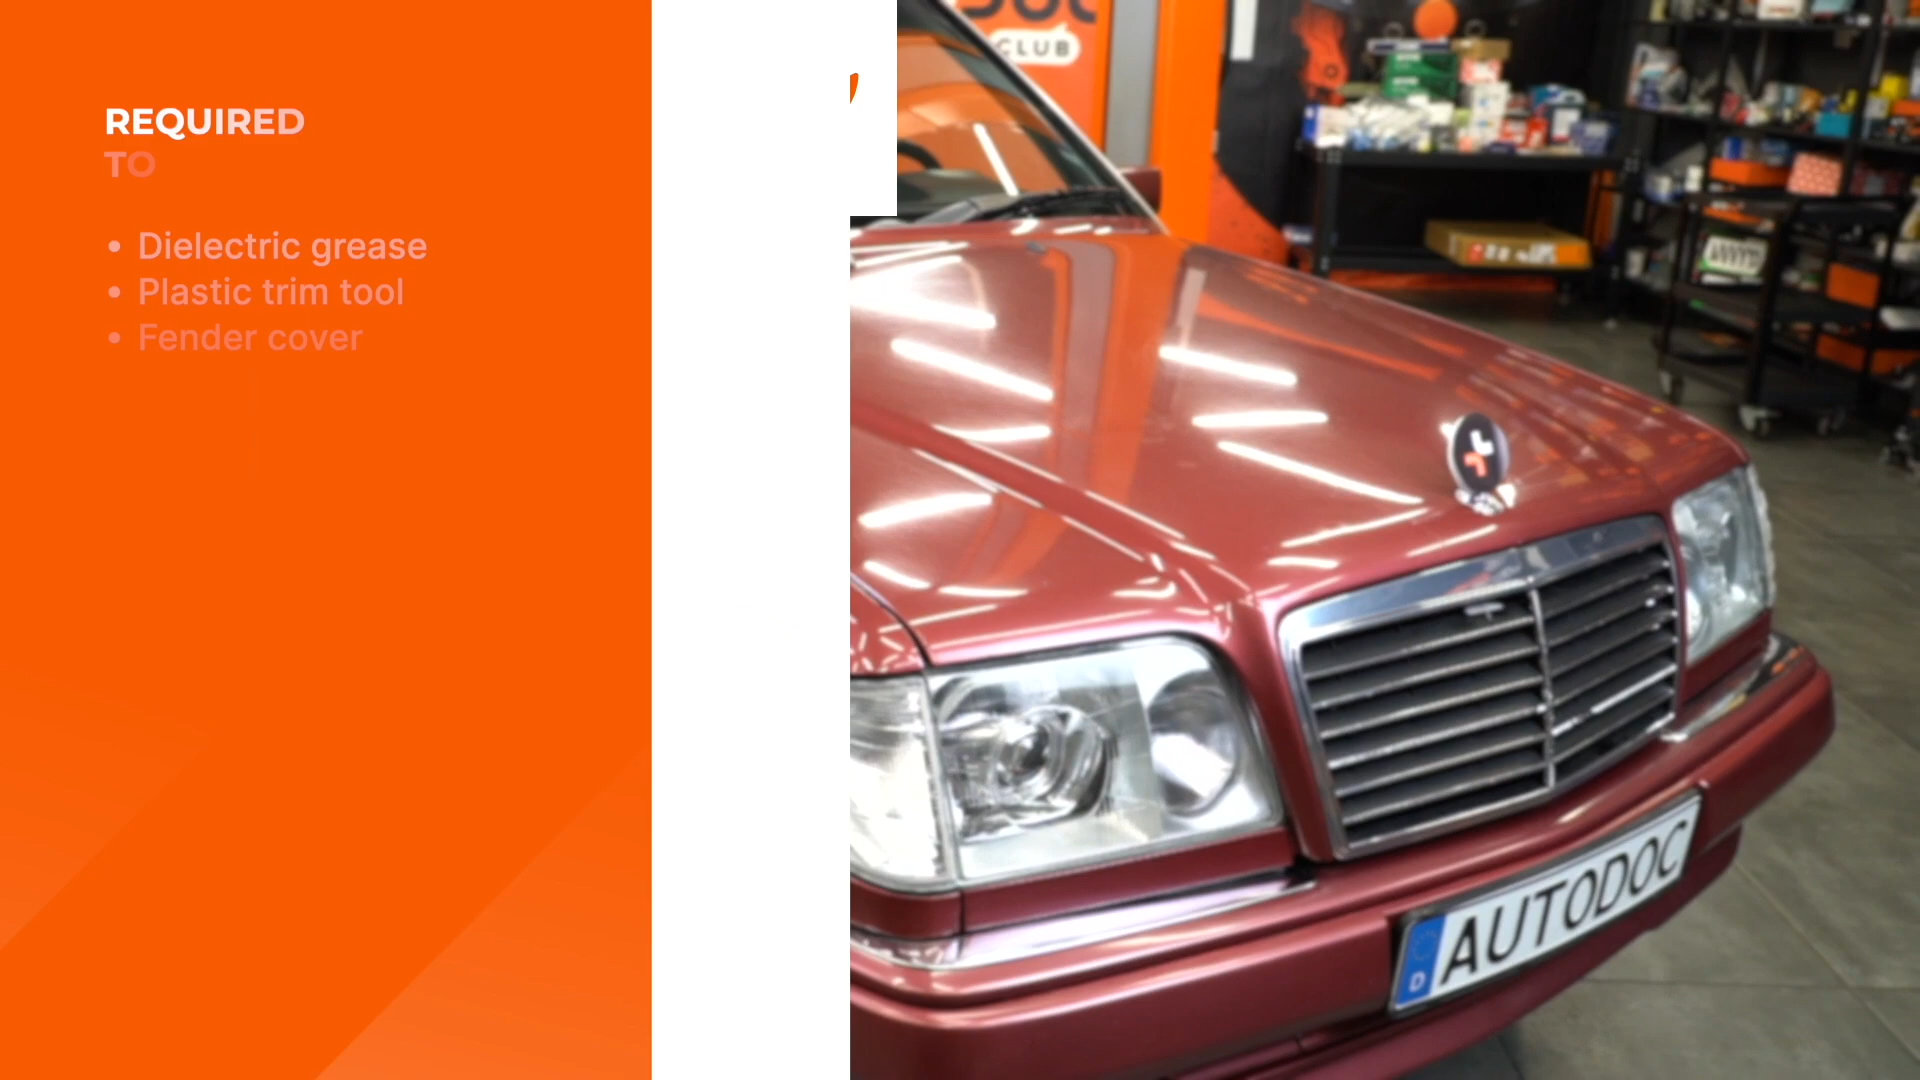 REQUIRED
TO
• Dielectric grease
• Plastic trim tool
• Fender cover
CLUB
D
AUTODOC